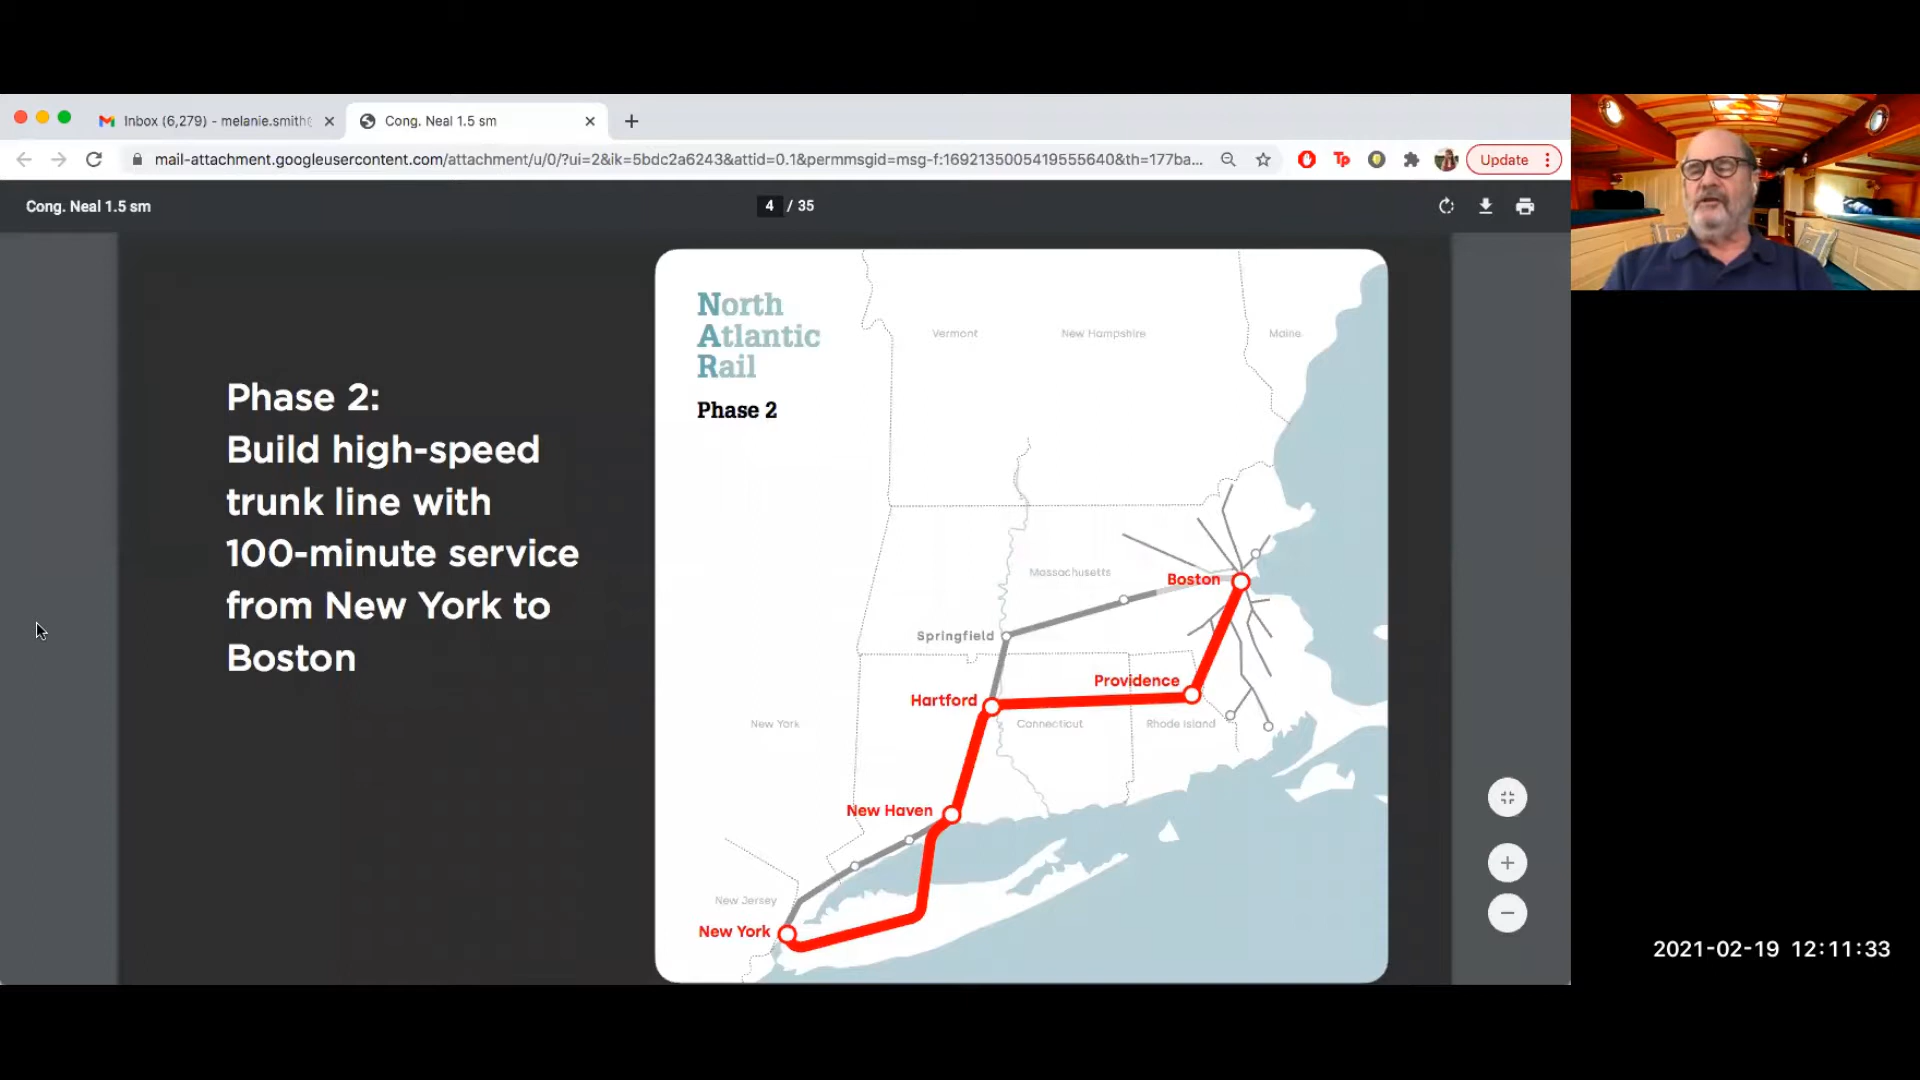 Inbox (6,279) - melanie.smith@
Cong. Neal 1.5 sm
mail-attachment.googleusercontent.com/attachment/u/0/?ui=2&ik=5bdc2a6243&attid=0.1&permmsgid=msg-f:1692135005419555640&th=177ba...
Tp
Update
Cong. Neal 1.5 sm
4 / 35
Phase 2:
Build high-speed
trunk line with
100-minute service
from New York to
Boston
North
Atlantic
Rail
Phase 2
Vermont
New Hampshire
Maine
Massachusetts
Boston
Springfield
Providence
Hartford
New York
Connecticut
Rhode Island
New Haven
New Jersey
New York
2021-02-19 12:11:33